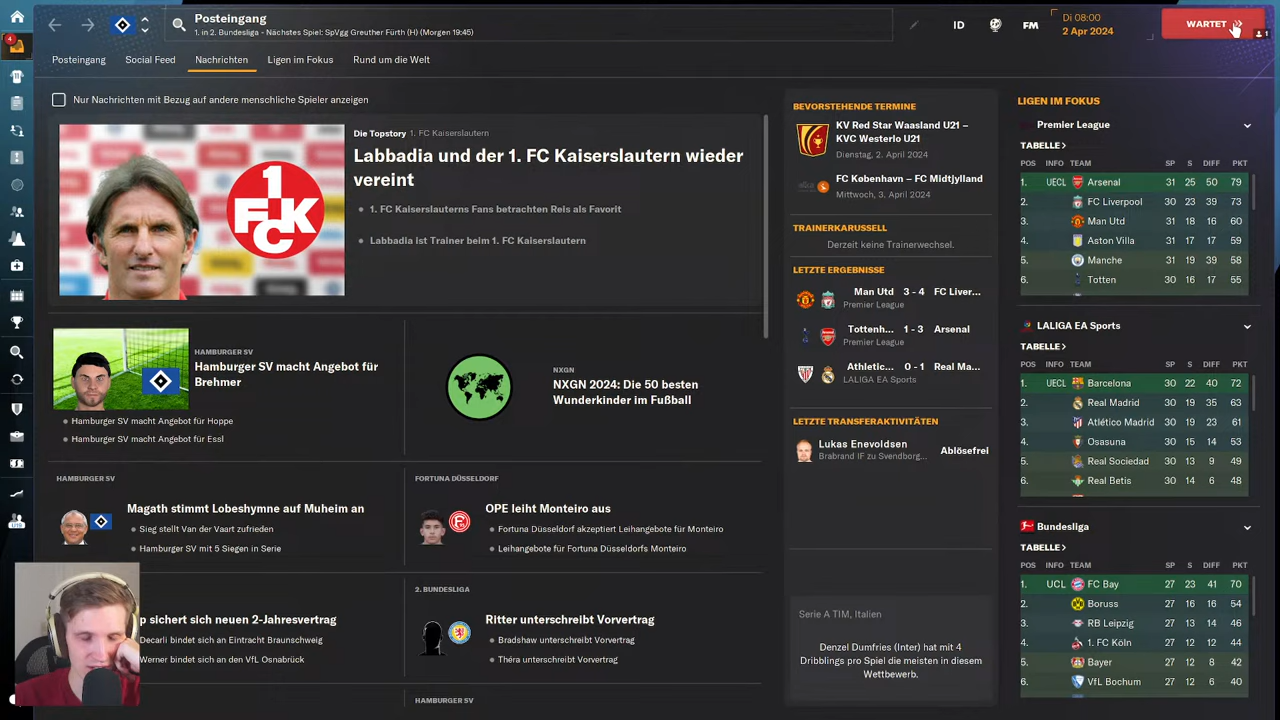 Posteingang
1. in 2. Bundesliga - Nächstes Spiel: SpVgg Greuther Fürth (H) (Morgen 19:45)
ID
FM
Di 08:00
2 Apr 2024
WARTET
1
4
Posteingang
Social Feed
Nachrichten
Ligen im Fokus
Rund um die Welt
Nur Nachrichten mit Bezug auf andere menschliche Spieler anzeigen
Die Topstory 1. FC Kaiserslautern
Labbadia und der 1. FC Kaiserslautern wieder
vereint
1. FC Kaiserslauterns Fans betrachten Reis als Favorit
Labbadia ist Trainer beim 1. FC Kaiserslautern
1
FCK
HAMBURGER SV
Hamburger SV macht Angebot für
Brehmer
Hamburger SV macht Angebot für Hoppe
Hamburger SV macht Angebot für Essl
NXGN
NXGN 2024: Die 50 besten
Wunderkinder im Fußball
HAMBURGER SV
Magath stimmt Lobeshymne auf Muheim an
Sieg stellt Van der Vaart zufrieden
Hamburger SV mit 5 Siegen in Serie
FORTUNA DÜSSELDORF
OPE leiht Monteiro aus
Fortuna Düsseldorf akzeptiert Leihangebote für Monteiro
Leihangebote für Fortuna Düsseldorfs Monteiro
p sichert sich neuen 2-Jahresvertrag
Decarli bindet sich an Eintracht Braunschweig
Werner bindet sich an den VfL Osnabrück
2. BUNDESLIGA
Ritter unterschreibt Vorvertrag
Bradshaw unterschreibt Vorvertrag
Théra unterschreibt Vorvertrag
HAMBURGER SV
U19
BEVORSTEHENDE TERMINE
KV Red Star Waasland U21 –
KVC Westerlo U21
Dienstag, 2. April 2024
FC København – FC Midtjylland
Mittwoch, 3. April 2024
TRAINERKARUSSELL
Derzeit keine Trainerwechsel.
LETZTE ERGEBNISSE
Man Utd 3 - 4 FC Liver...
Premier League
Tottenh... 1 - 3 Arsenal
Premier League
Athletic... 0 - 1 Real Ma...
LALIGA EA Sports
LETZTE TRANSFERAKTIVITÄTEN
Lukas Enevoldsen
Brabrand IF zu Svendborg...
Ablösefrei
Serie A TIM, Italien
Denzel Dumfries (Inter) hat mit 4
Dribblings pro Spiel die meisten in diesem
Wettbewerb.
LIGEN IM FOKUS
Premier League
TABELLE
POS INFO TEAM SP S DIFF PKT
1. UECL Arsenal 31 25 50 79
2. FC Liverpool 30 23 39 73
3. Man Utd 31 18 16 60
4. Aston Villa 31 17 17 59
5. Manche 31 16 39 58
6. Totten 30 16 17 55
LALIGA EA Sports
TABELLE
POS INFO TEAM SP S DIFF PKT
1. UECL Barcelona 30 22 40 72
2. Real Madrid 30 19 35 63
3. Atlético Madrid 30 19 23 61
4. Osasuna 30 15 14 53
5. Real Sociedad 30 13 9 49
6. Real Betis 30 14 6 48
Bundesliga
TABELLE
POS INFO TEAM SP S DIFF PKT
1. UCL FC Bay 27 23 41 70
2. Boruss 27 16 16 54
3. RB Leipzig 27 13 14 46
4. 1. FC Köln 27 12 12 44
5. Bayer 27 12 8 42
6. VfL Bochum 27 12 6 40